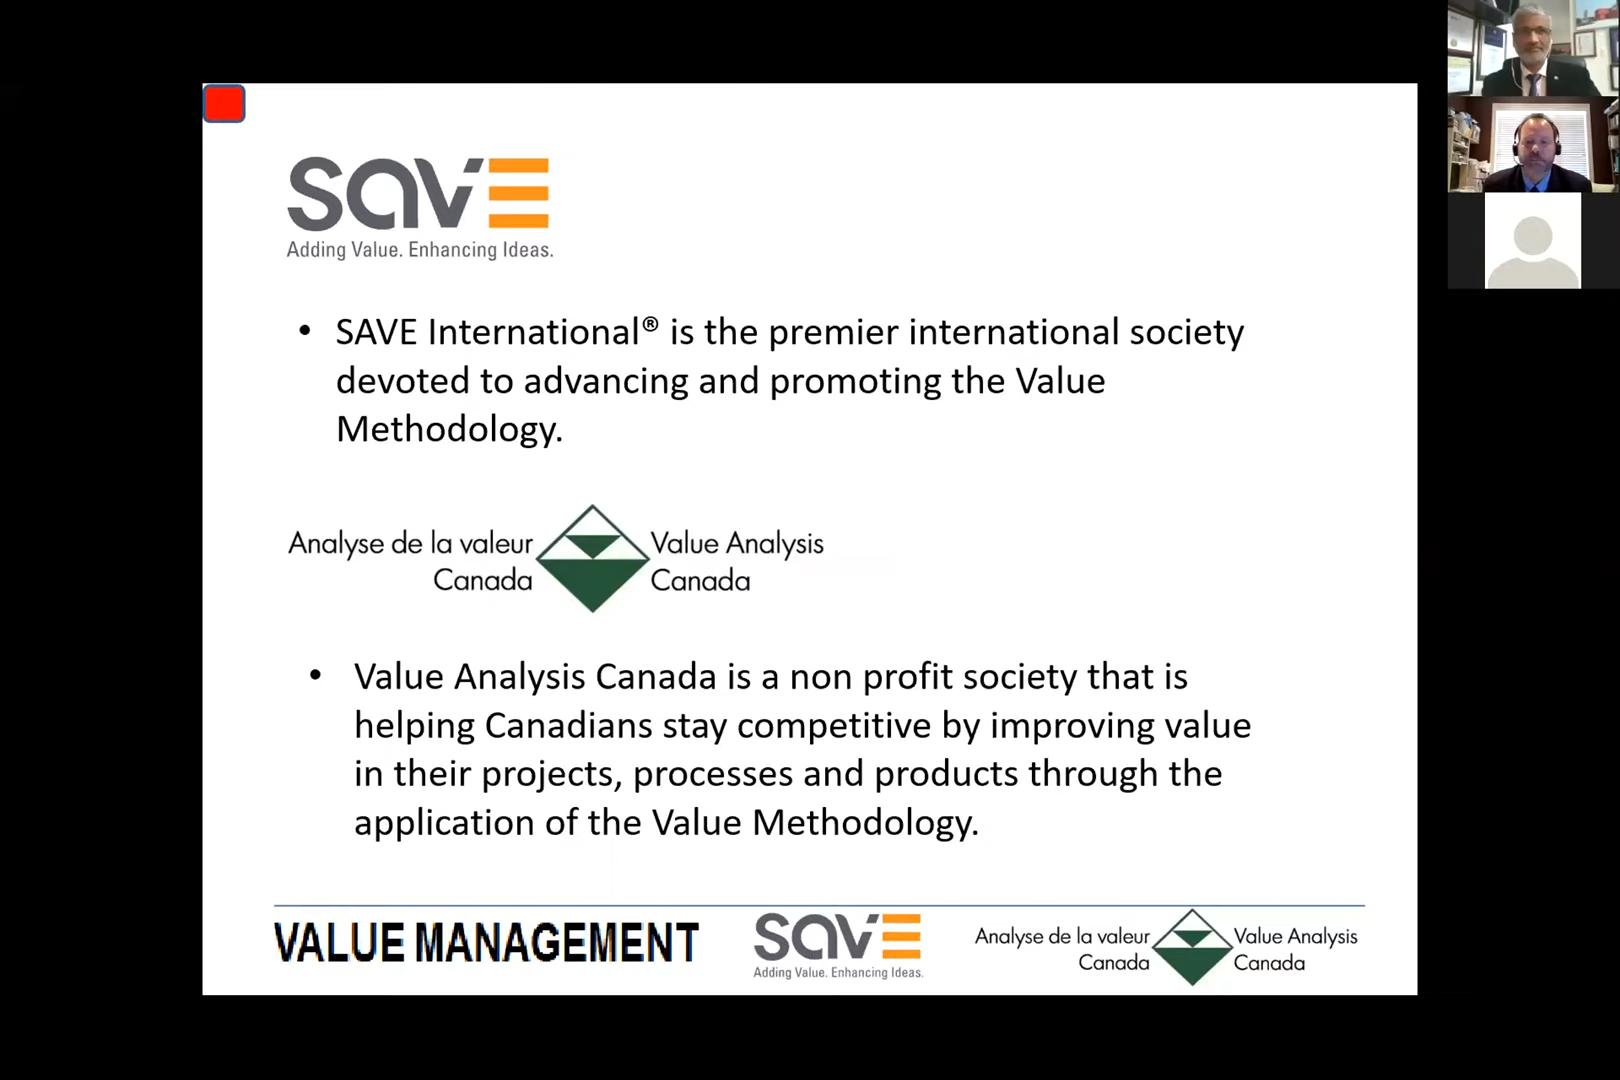 save
Adding Value. Enhancing Ideas.
• SAVE International® is the premier international society
devoted to advancing and promoting the Value
Methodology.
Analyse de la valeur
Canada
Value Analysis
Canada
• Value Analysis Canada is a non profit society that is
helping Canadians stay competitive by improving value
in their projects, processes and products through the
application of the Value Methodology.
VALUE MANAGEMENT
save
Adding Value. Enhancing Ideas.
Analyse de la valeur
Canada
Value Analysis
Canada